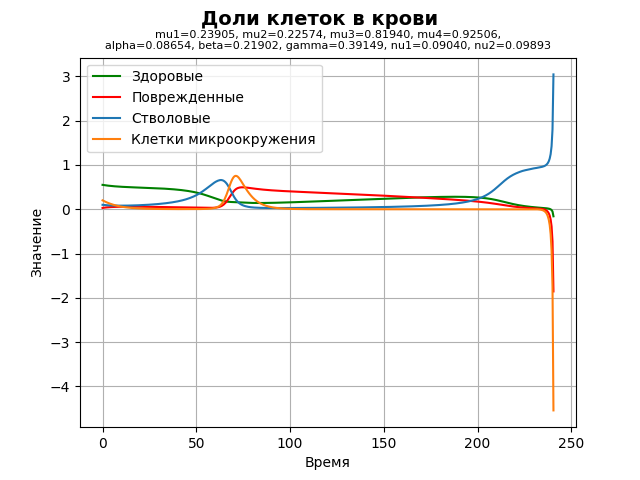 Доли клеток в крови
mu1=0.23905, mu2=0.22574, mu3=0.81940, mu4=0.92506,
alpha=0.08654, beta=0.21902, gamma=0.39149, nu1=0.09040, nu2=0.09893
Здоровые
Поврежденные
Стволовые
Клетки микроокружения
Значение
3
2
1
0
−1
−2
−3
−4
0
50
100
150
200
250
Время